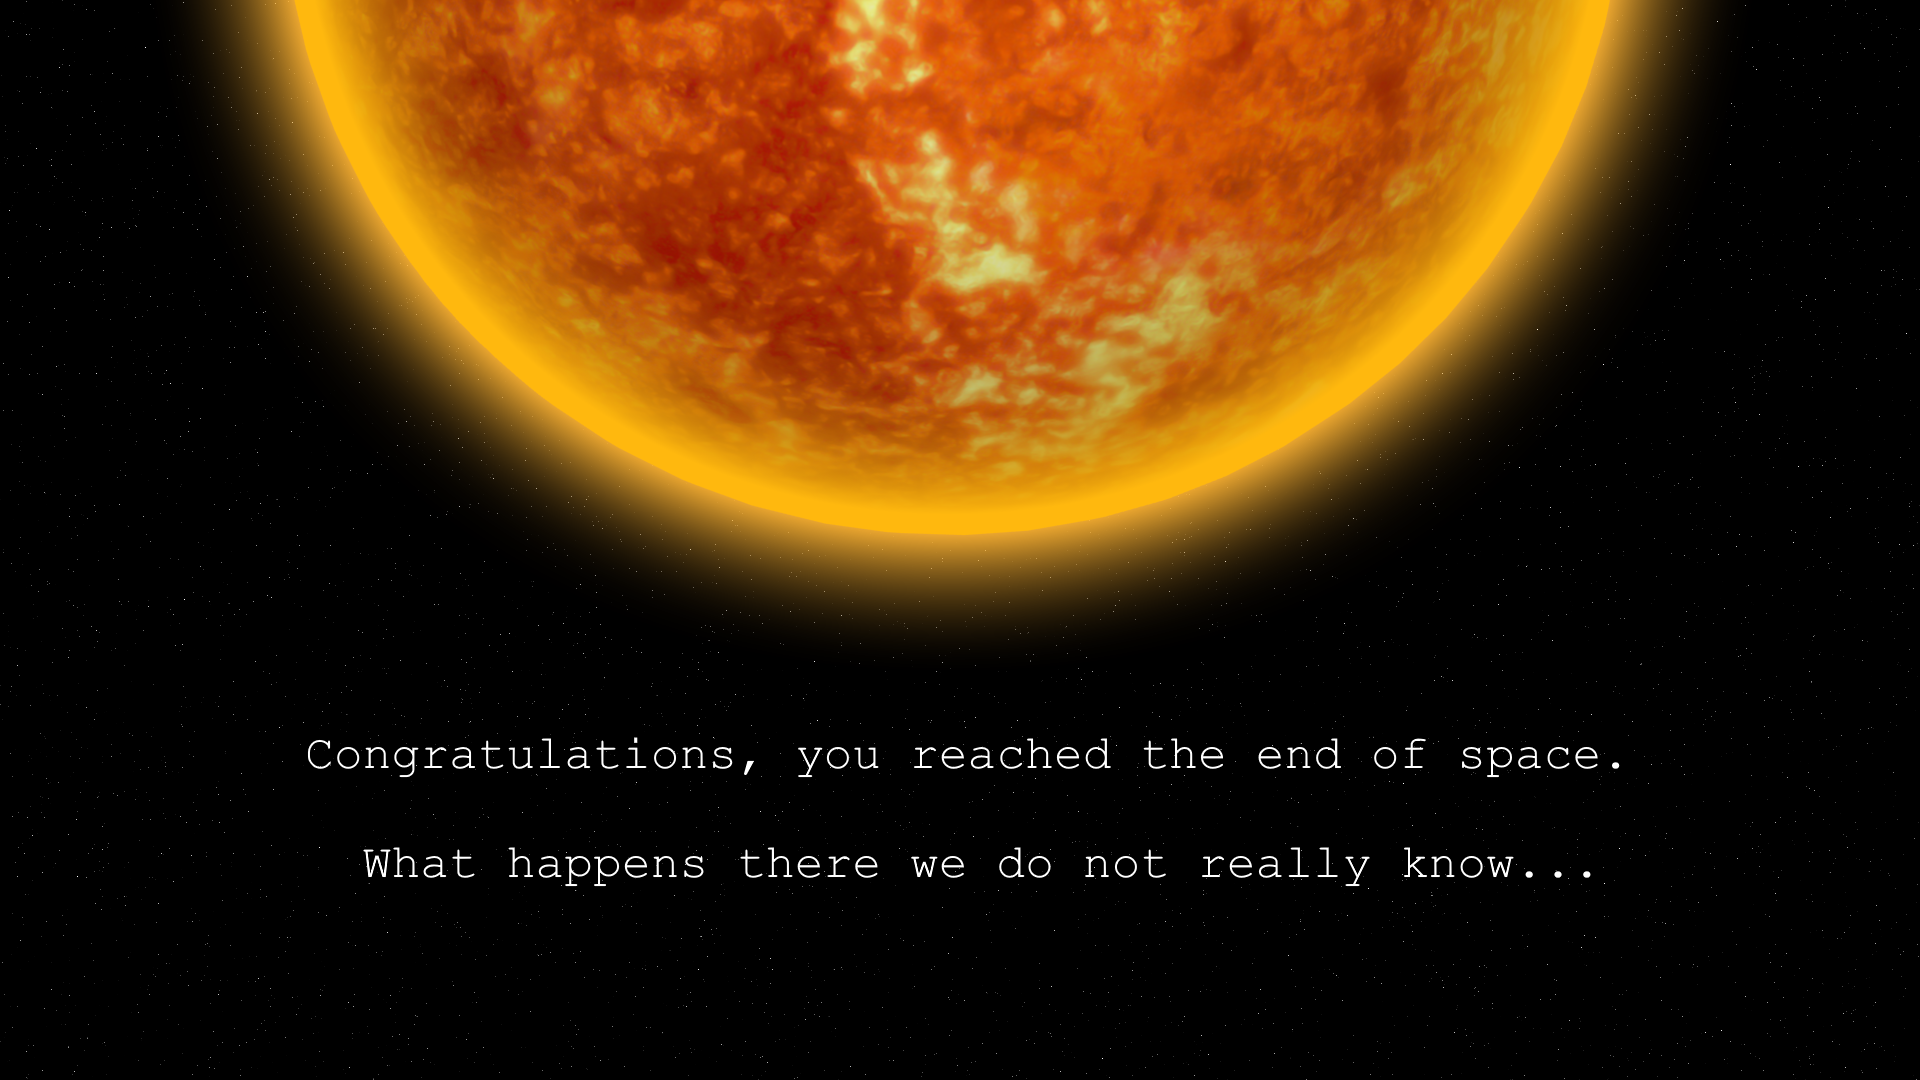 Congratulations, you reached the end of space.
What happens there we do not really know...